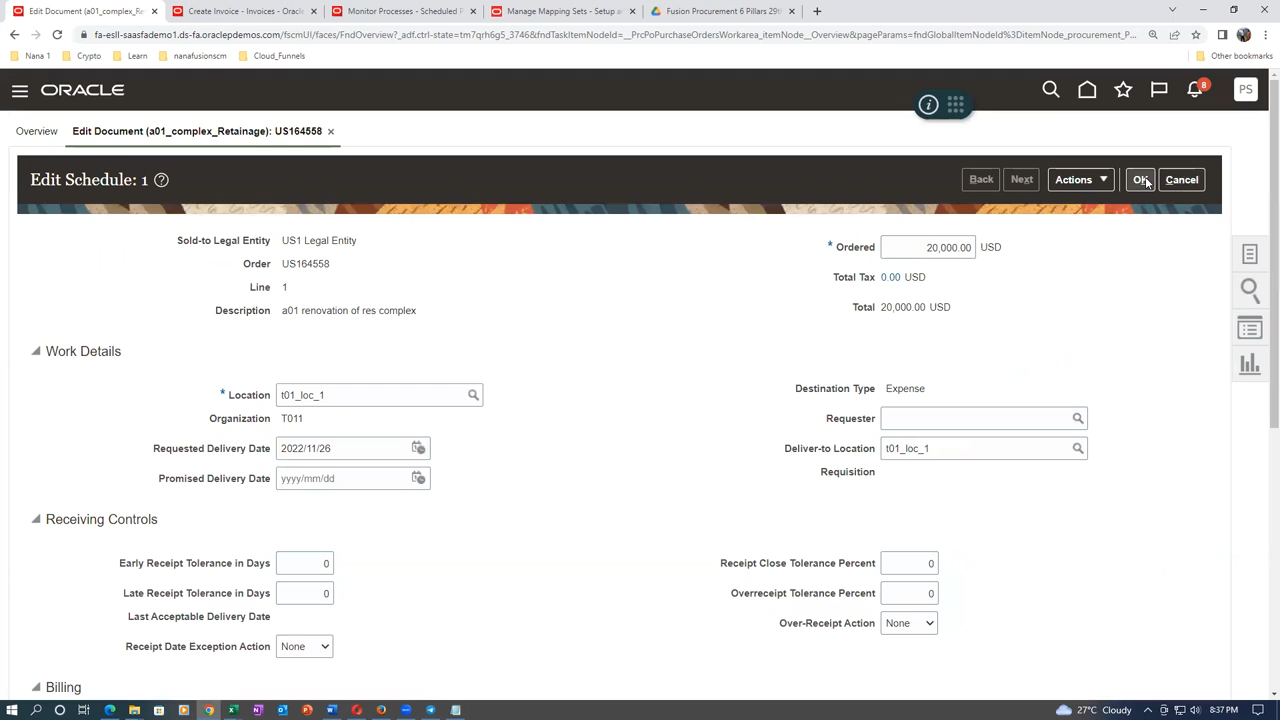 Edit Document (a01_complex_Re
Create Invoice - Invoices - Oracle
Monitor Processes - Scheduled P
Manage Mapping Sets - Setup a
Fusion Procurement 6 Pillars 29th
fa-esll-saasfademo1.ds-fa.oraclepdemos.com/fscmUI/faces/FndOverview?_adf.ctrl-state=tm7qrh6g5_3746&fndTaskItemNodeId=__PrcPoPurchaseOrdersWorkarea_itemNode__Overview&pageParams=fndGlobalItemNodeId%3DitemNode_procurement_P...
Nana 1
Crypto
Learn
nanafusionscm
Cloud_Funnels
Other bookmarks
ORACLE
8
PS
Overview
Edit Document (a01_complex_Retainage): US164558
Edit Schedule: 1
Back
Next
Actions
OK
Cancel
Sold-to Legal Entity US1 Legal Entity
* Ordered 20,000.00 USD
Order US164558
Total Tax 0.00 USD
Line 1
Total 20,000.00 USD
Description a01 renovation of res complex
Work Details
* Location t01_loc_1
Destination Type Expense
Organization T011
Requester
Requested Delivery Date 2022/11/26
Deliver-to Location t01_loc_1
Requisition
Promised Delivery Date yyyy/mm/dd
Receiving Controls
Early Receipt Tolerance in Days 0
Receipt Close Tolerance Percent 0
Late Receipt Tolerance in Days 0
Overreceipt Tolerance Percent 0
Last Acceptable Delivery Date
Over-Receipt Action None
Receipt Date Exception Action None
Billing
27°C Cloudy
8:37 PM